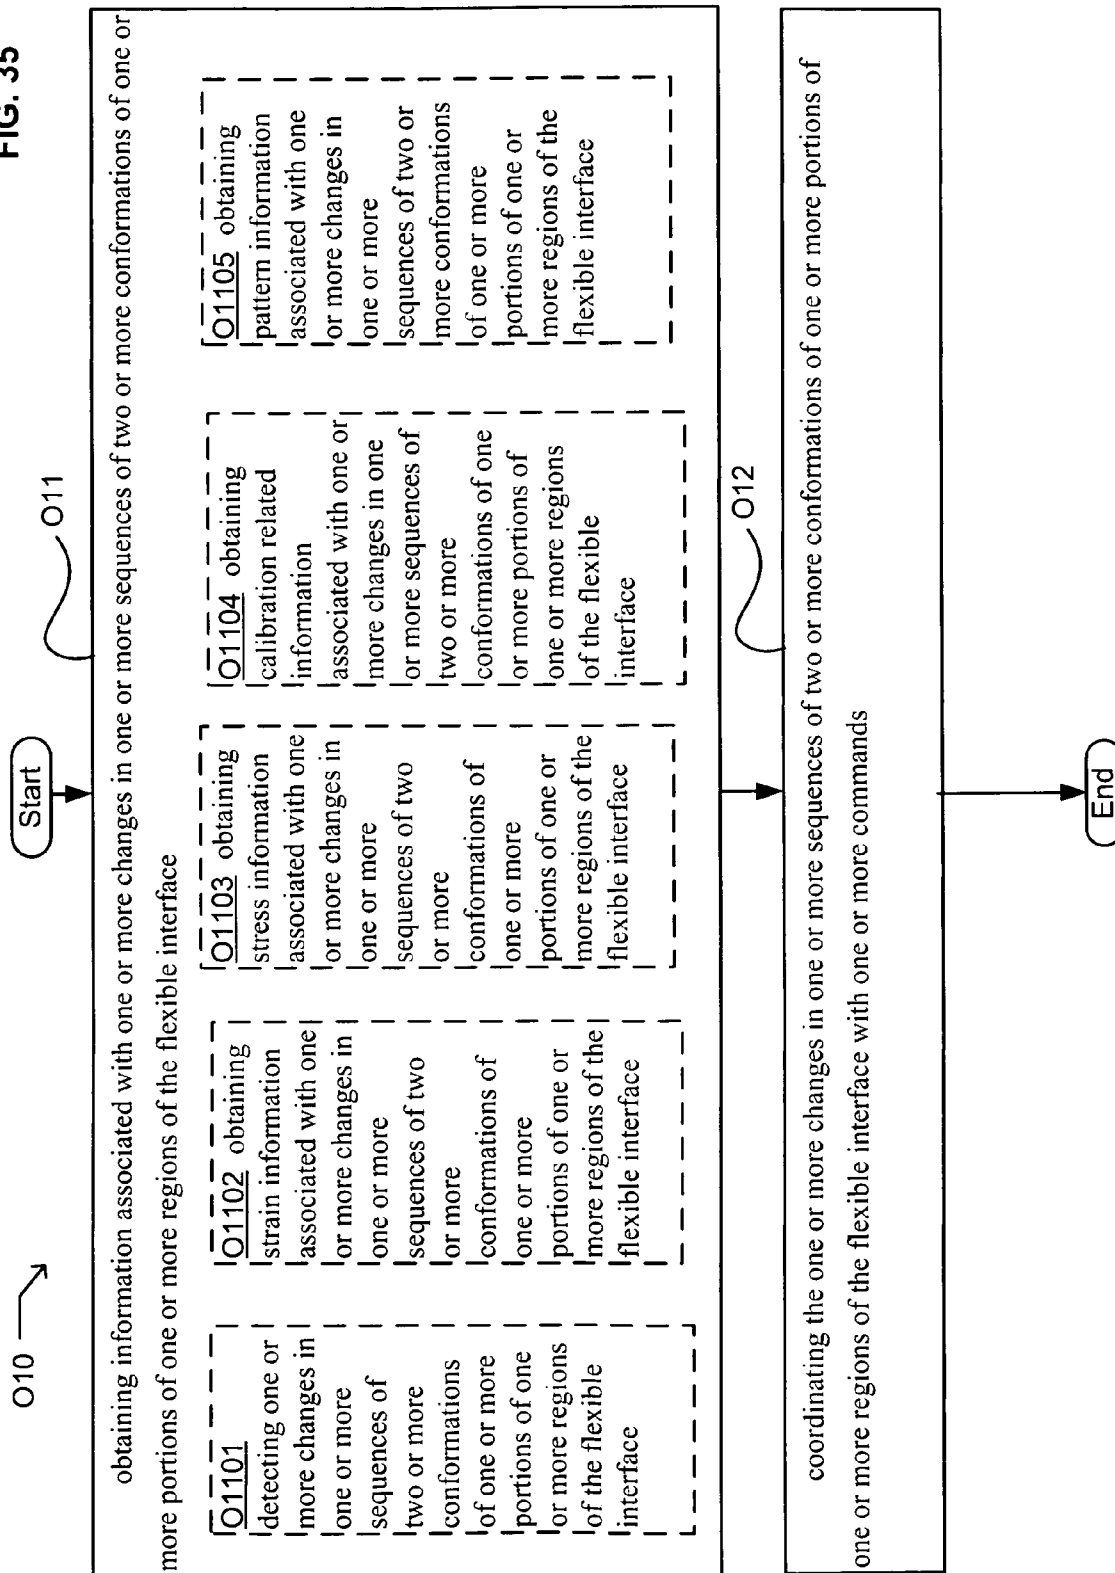 FIG. 35
O10
Start
O11
obtaining information associated with one or more changes in one or more sequences of two or more conformations of one or
more portions of one or more regions of the flexible interface
O1101
detecting one or
more changes in
one or more
sequences of
two or more
conformations
of one or more
portions of one
or more regions
of the flexible
interface
O1102 obtaining
strain information
associated with one
or more changes in
one or more
sequences of two
or more
conformations of
one or more
portions of one or
more regions of the
flexible interface
O1103 obtaining
stress information
associated with one
or more changes in
one or more
sequences of two
or more
conformations of
one or more
portions of one or
more regions of the
flexible interface
O1104 obtaining
calibration related
information
associated with one or
more changes in one
or more sequences of
two or more
conformations of one
or more portions of
one or more regions
of the flexible
interface
O1105 obtaining
pattern information
associated with one
or more changes in
one or more
sequences of two or
more conformations
of one or more
portions of one or
more regions of the
flexible interface
O12
coordinating the one or more changes in one or more sequences of two or more conformations of one or more portions of
one or more regions of the flexible interface with one or more commands
End